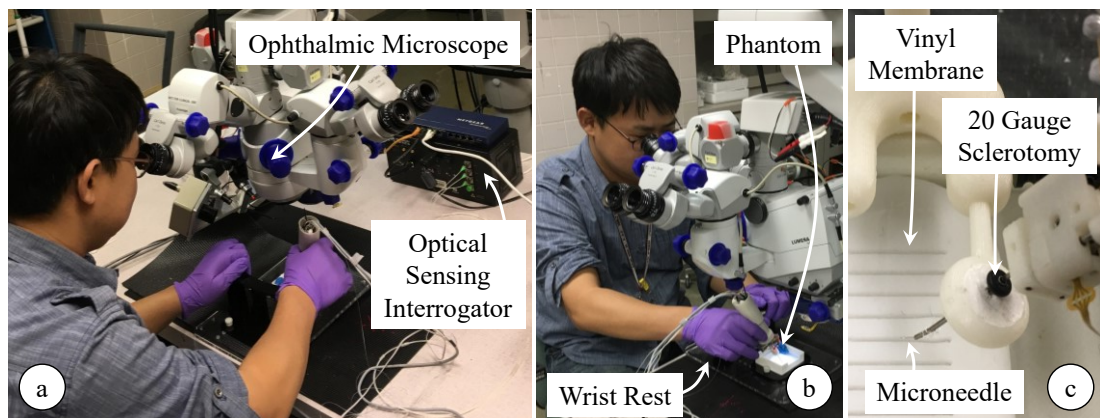 Ophthalmic Microscope
Optical
Sensing
Interrogator
a
Phantom
Wrist Rest
b
Vinyl
Membrane
20 Gauge
Sclerotomy
Microneedle
c